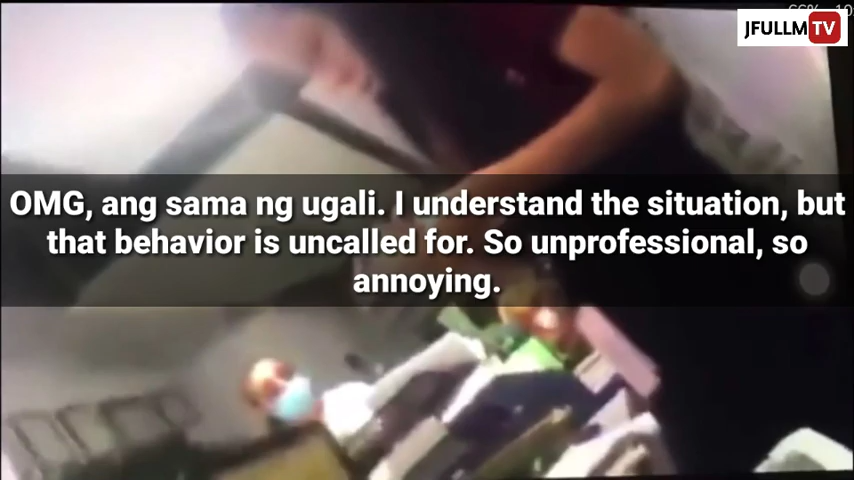 JFULLM TV
OMG, ang sama ng ugali. I understand the situation, but
that behavior is uncalled for. So unprofessional, so
annoying.